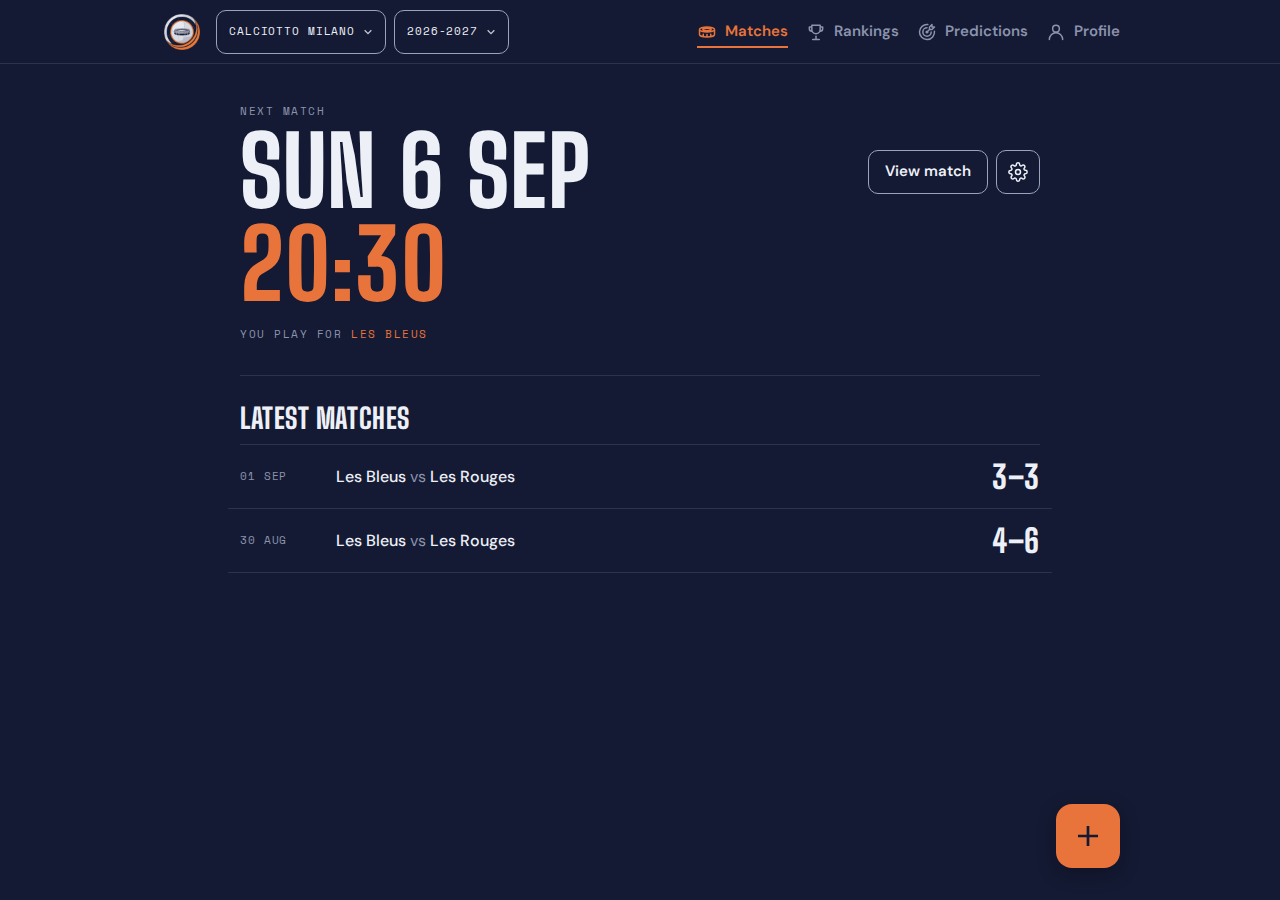 CALCIOTTO MILANO 2026-2027 Matches Rankings Predictions Profile
NEXT MATCH
SUN 6 SEP
20:30
View match
YOU PLAY FOR LES BLEUS
LATEST MATCHES
01 SEP Les Bleus vs Les Rouges 3–3
30 AUG Les Bleus vs Les Rouges 4–6